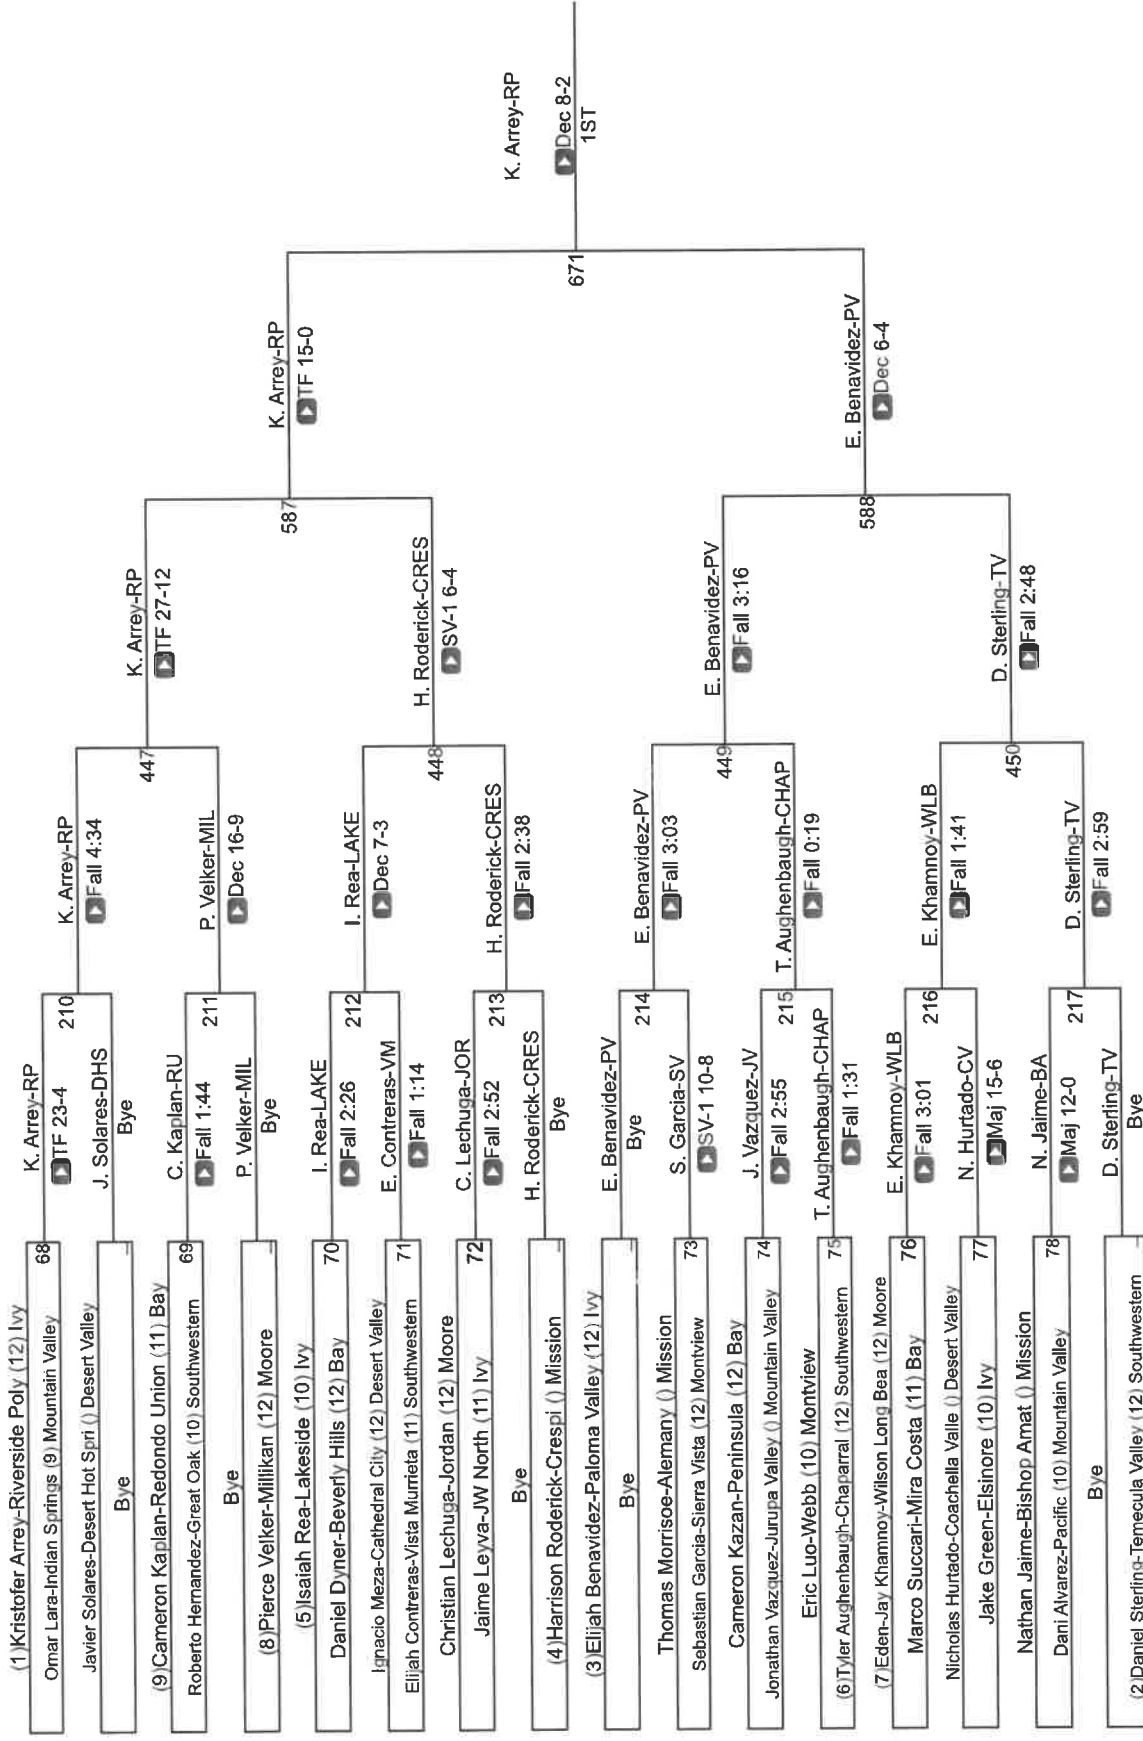 (1)Kristofer Arrey-Riverside Poly (12) Ivy
68
Omar Lara-Indian Springs (9) Mountain Valley
Javier Solares-Desert Hot Spri () Desert Valley
Bye
(9)Cameron Kaplan-Redondo Union (11) Bay
69
Roberto Hernandez-Great Oak (10) Southwestern
Bye
(8)Pierce Velker-Millikan (12) Moore
(5)Isaiah Rea-Lakeside (10) Ivy
70
Daniel Dyner-Beverly Hills (12) Bay
Ignacio Meza-Cathedral City (12) Desert Valley
71
Elijah Contreras-Vista Murrieta (11) Southwestern
Christian Lechuga-Jordan (12) Moore
72
Jaime Leyva-JW North (11) Ivy
Bye
(4)Harrison Roderick-Crespi () Mission
(3)Elijah Benavidez-Paloma Valley (12) Ivy
Bye
Thomas Morrisoe-Alemany () Mission
73
Sebastian Garcia-Sierra Vista (12) Montview
Cameron Kazan-Peninsula (12) Bay
74
Jonathan Vazquez-Jurupa Valley () Mountain Valley
Eric Luo-Webb (10) Montview
75
(6)Tyler Aughenbaugh-Chaparral (12) Southwestern
(7)Eden-Jay Khamnoy-Wilson Long Bea (12) Moore
76
Marco Succari-Mira Costa (11) Bay
Nicholas Hurtado-Coachella Valle () Desert Valley
77
Jake Green-Elsinore (10) Ivy
Nathan Jaime-Bishop Amat () Mission
78
Dani Alvarez-Pacific (10) Mountain Valley
Bye
(2)Daniel Sterling-Temecula Valley (12) Southwestern
K. Arrey-RP
TF 23-4
210
J. Solares-DHS
Bye
C. Kaplan-RU
Fall 1:44
211
P. Velker-MIL
Bye
I. Rea-LAKE
Fall 2:26
212
E. Contreras-VM
Fall 1:14
C. Lechuga-JOR
Fall 2:52
213
H. Roderick-CRES
Bye
E. Benavidez-PV
Bye
214
S. Garcia-SV
SV-1 10-8
J. Vazquez-JV
Fall 2:55
215
T. Aughenbaugh-CHAP
Fall 1:31
E. Khamnoy-WLB
Fall 3:01
216
N. Hurtado-CV
Maj 15-6
N. Jaime-BA
Maj 12-0
217
D. Sterling-TV
Bye
K. Arrey-RP
Fall 4:34
447
P. Velker-MIL
Dec 16-9
I. Rea-LAKE
Dec 7-3
448
H. Roderick-CRES
Fall 2:38
E. Benavidez-PV
Fall 3:03
449
T. Aughenbaugh-CHAP
Fall 0:19
E. Khamnoy-WLB
Fall 1:41
450
D. Sterling-TV
Fall 2:59
K. Arrey-RP
TF 27-12
587
H. Roderick-CRES
SV-1 6-4
E. Benavidez-PV
Fall 3:16
588
D. Sterling-TV
Fall 2:48
K. Arrey-RP
TF 15-0
671
E. Benavidez-PV
Dec 6-4
K. Arrey-RP
Dec 8-2
1ST